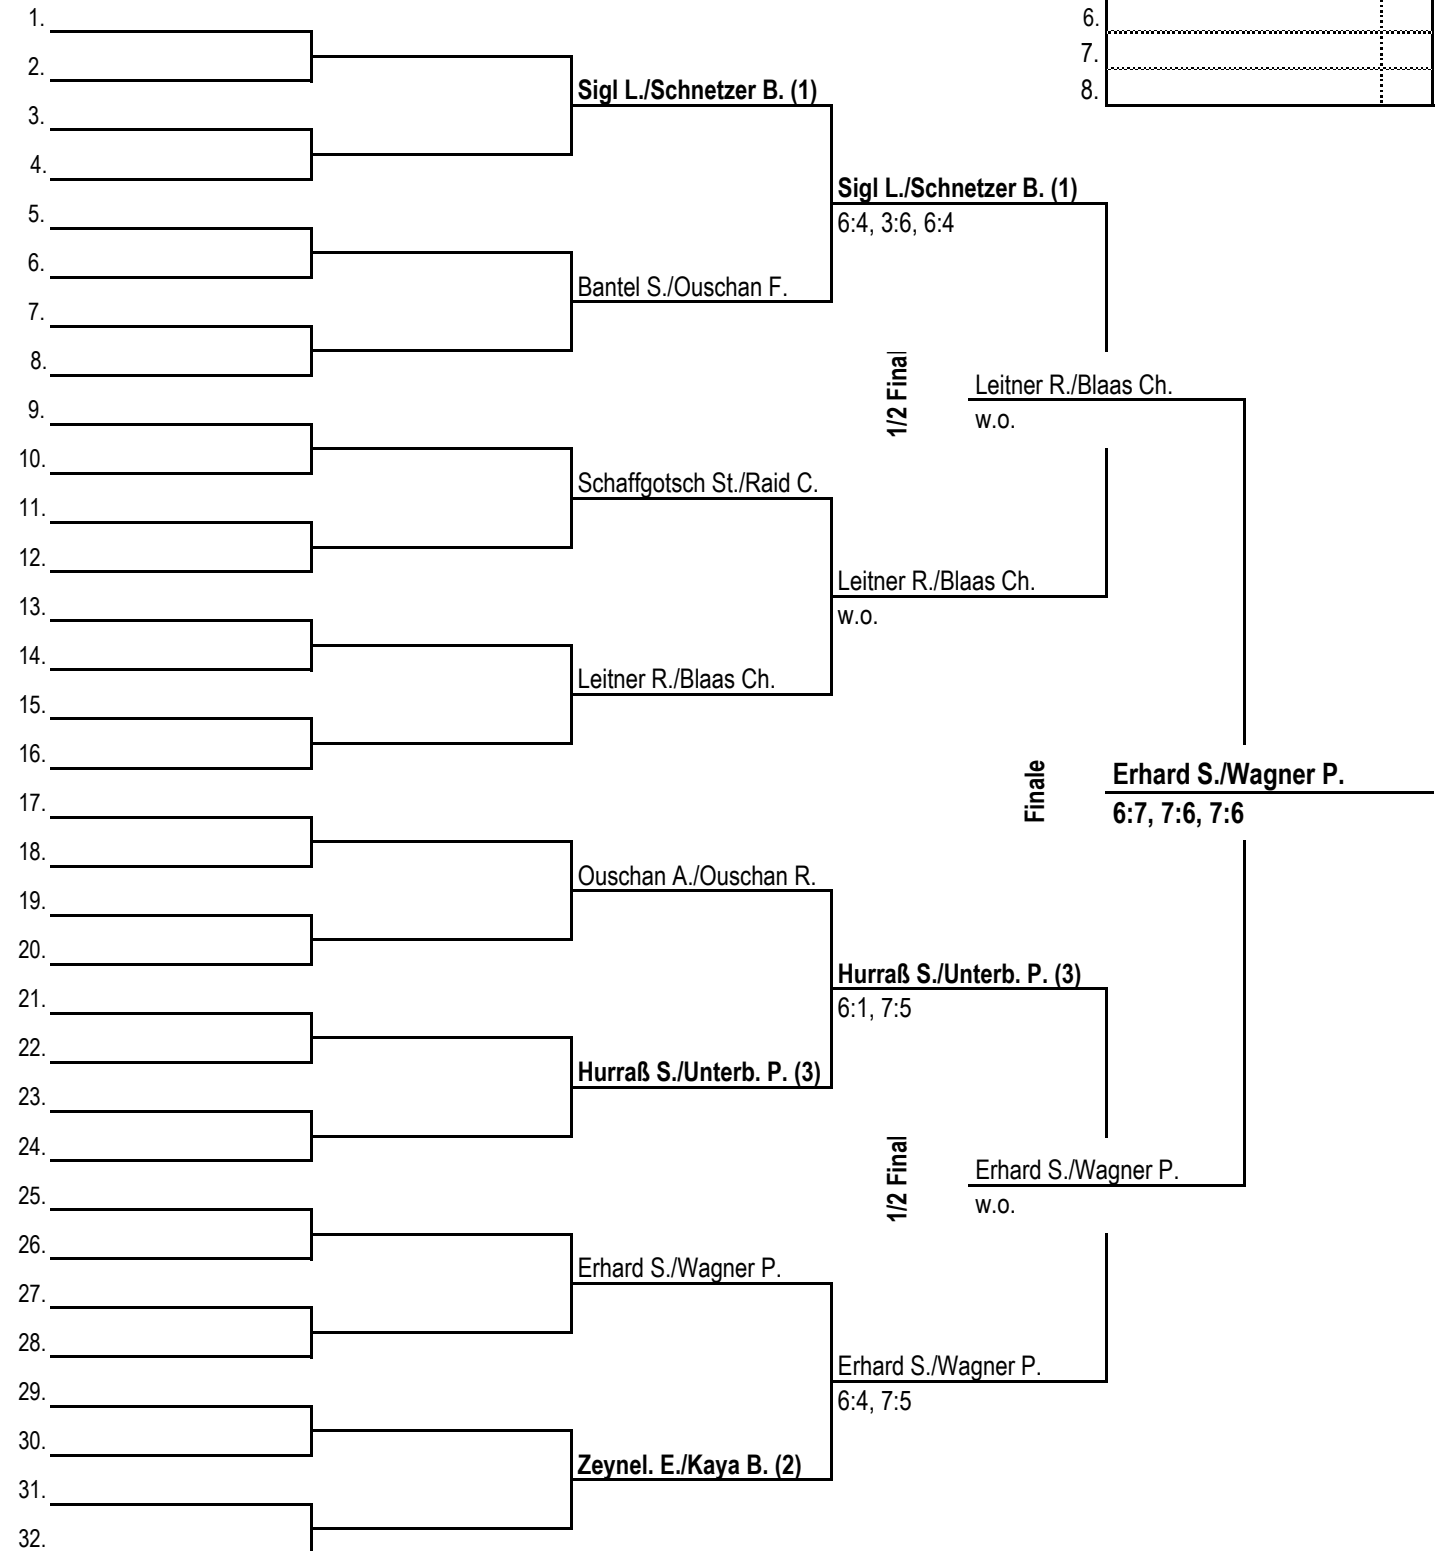 1.
6.
7.
8.
2.
Sigl L./Schnetzer B. (1)
3.
4.
Sigl L./Schnetzer B. (1)
5.
6:4, 3:6, 6:4
6.
Bantel S./Ouschan F.
7.
8.
1/2 Final
Leitner R./Blaas Ch.
9.
w.o.
10.
Schaffgotsch St./Raid C.
11.
12.
Leitner R./Blaas Ch.
13.
w.o.
14.
Leitner R./Blaas Ch.
15.
16.
Finale
Erhard S./Wagner P.
17.
6:7, 7:6, 7:6
18.
Ouschan A./Ouschan R.
19.
20.
Hurraß S./Unterb. P. (3)
21.
6:1, 7:5
22.
Hurraß S./Unterb. P. (3)
23.
24.
1/2 Final
Erhard S./Wagner P.
25.
w.o.
26.
Erhard S./Wagner P.
27.
28.
Erhard S./Wagner P.
29.
6:4, 7:5
30.
Zeynel. E./Kaya B. (2)
31.
32.